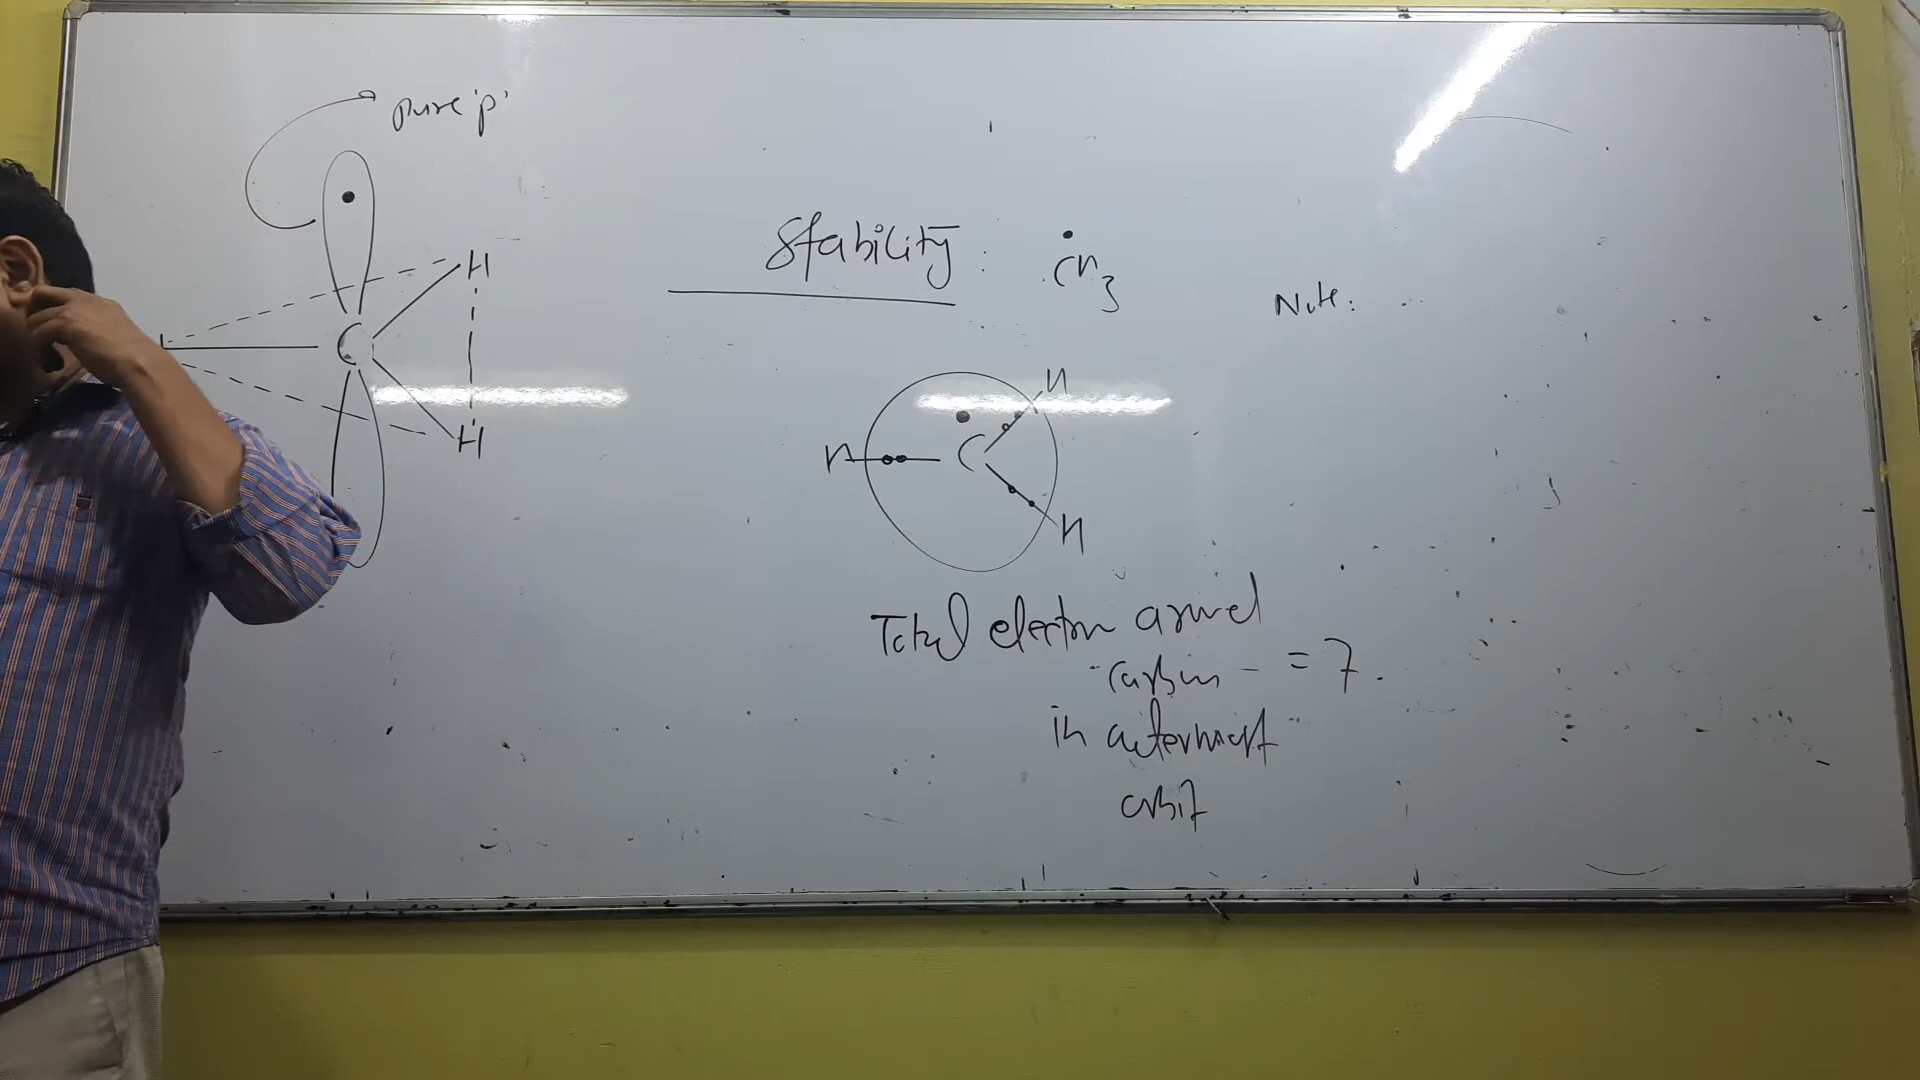 pure 'p'
H
C
H
Stability : ĊH3
Note:
H
H C
H
Total electron around
carbon = 7.
in outermost
orbit